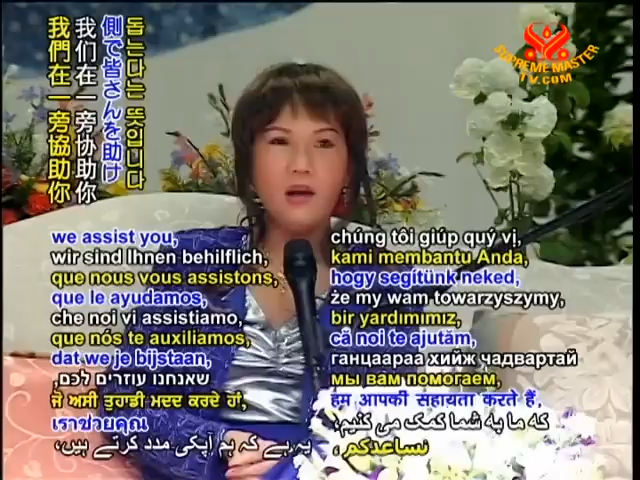 돕는다는 뜻입니다
側で皆さんを助け
我们在一旁协助你
我們在一旁協助你
SUPREME MASTER
TV.COM
we assist you,
wir sind Ihnen behilflich,
que nous vous assistons,
que le ayudamos,
che noi vi assistiamo,
que nós te auxiliamos,
dat we je bijstaan,
שאנחנו עוזרים לכם,
ਜੋ ਅਸੀ ਤੁਹਾਡੀ ਮਦਦ ਕਰਦੇ ਹਾਂ,
เราช่วยคุณ
یہ ہے کہ ہم آپکی مدد کرتے ہیں،
chúng tôi giúp quý vị,
kami membantu Anda,
hogy segítünk neked,
że my wam towarzyszymy,
biz yardımımız,
că noi te ajutăm,
ганцаараа хийж чадвартай
мы вам помогаем,
हम आपकी सहायता करते हैं,
که ما به شما کمک می کنیم،
نساعدكم،